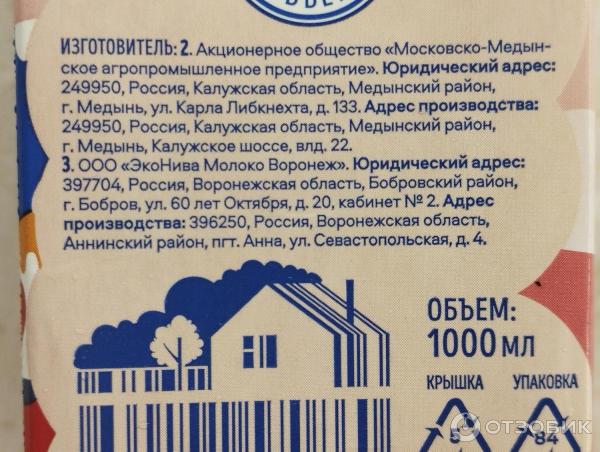 ИЗГОТОВИТЕЛЬ: 2. Акционерное общество «Московско-Медын-
ское агропромышленное предприятие». Юридический адрес:
249950, Россия, Калужская область, Медынский район,
г. Медынь, ул. Карла Либкнехта, д. 133. Адрес производства:
249950, Россия, Калужская область, Медынский район,
г. Медынь, Калужское шоссе, влд. 22.
3. ООО «ЭкоНива Молоко Воронеж». Юридический адрес:
397704, Россия, Воронежская область, Бобровский район,
г. Бобров, ул. 60 лет Октября, д. 20, кабинет № 2. Адрес
производства: 396250, Россия, Воронежская область,
Аннинский район, пгт. Анна, ул. Севастопольская, д. 4.
ОБЪЕМ:
1000 МЛ
КРЫШКА УПАКОВКА
5 84
ОТЗОВИК